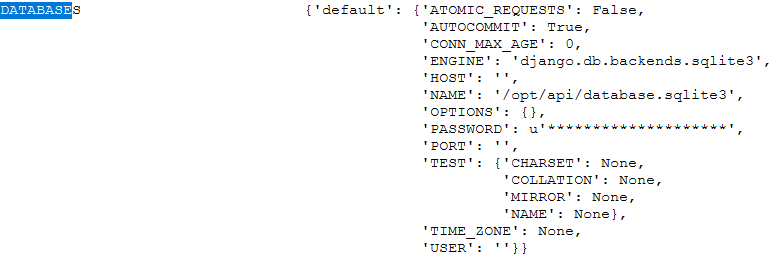 DATABASES {'default': {'ATOMIC_REQUESTS': False,
'AUTOCOMMIT': True,
'CONN_MAX_AGE': 0,
'ENGINE': 'django.db.backends.sqlite3',
'HOST': '',
'NAME': '/opt/api/database.sqlite3',
'OPTIONS': {},
'PASSWORD': u'********************',
'PORT': '',
'TEST': {'CHARSET': None,
'COLLATION': None,
'MIRROR': None,
'NAME': None},
'TIME_ZONE': None,
'USER': ''}}